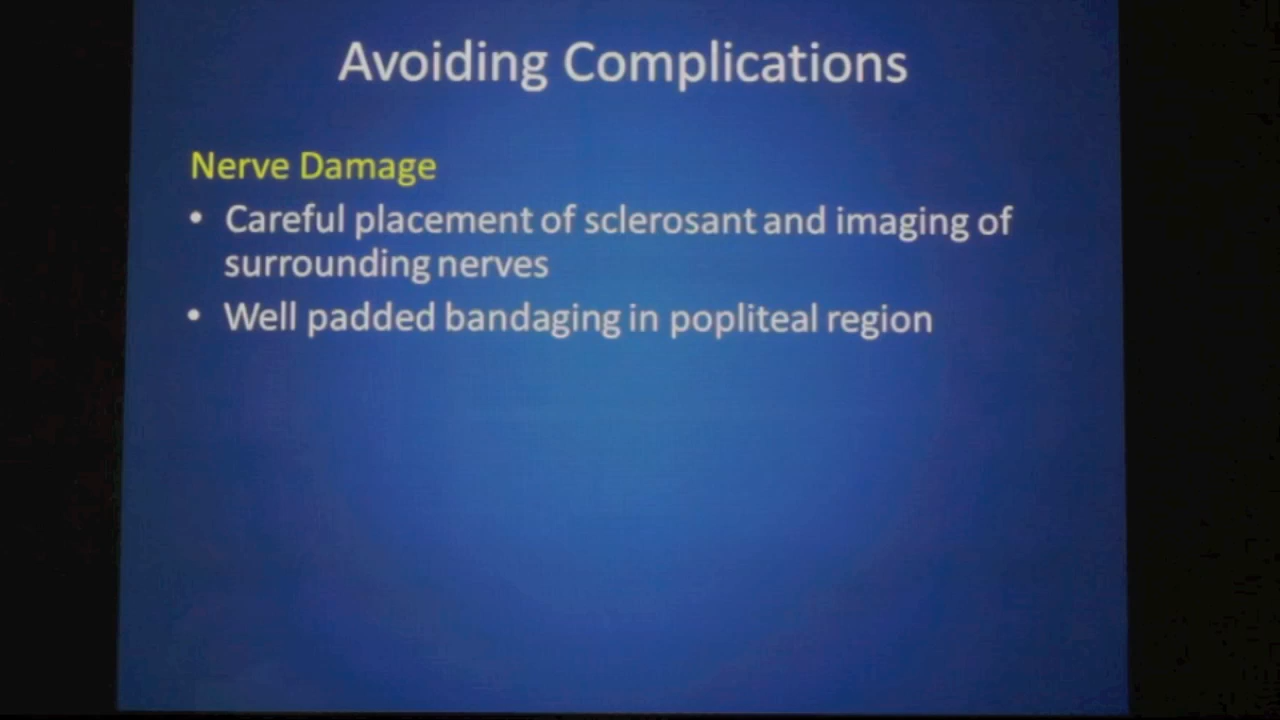 Avoiding Complications
Nerve Damage
• Careful placement of sclerosant and imaging of
surrounding nerves
• Well padded bandaging in popliteal region